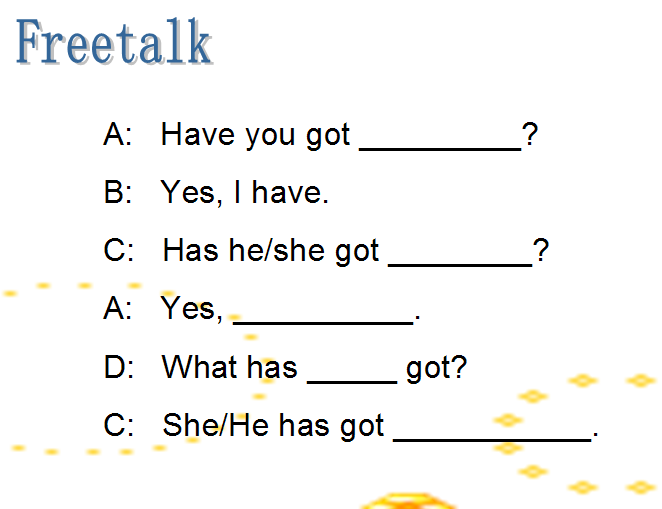 Freetalk
A: Have you got _________?
B: Yes, I have.
C: Has he/she got ________?
A: Yes, __________.
D: What has _____ got?
C: She/He has got ___________.